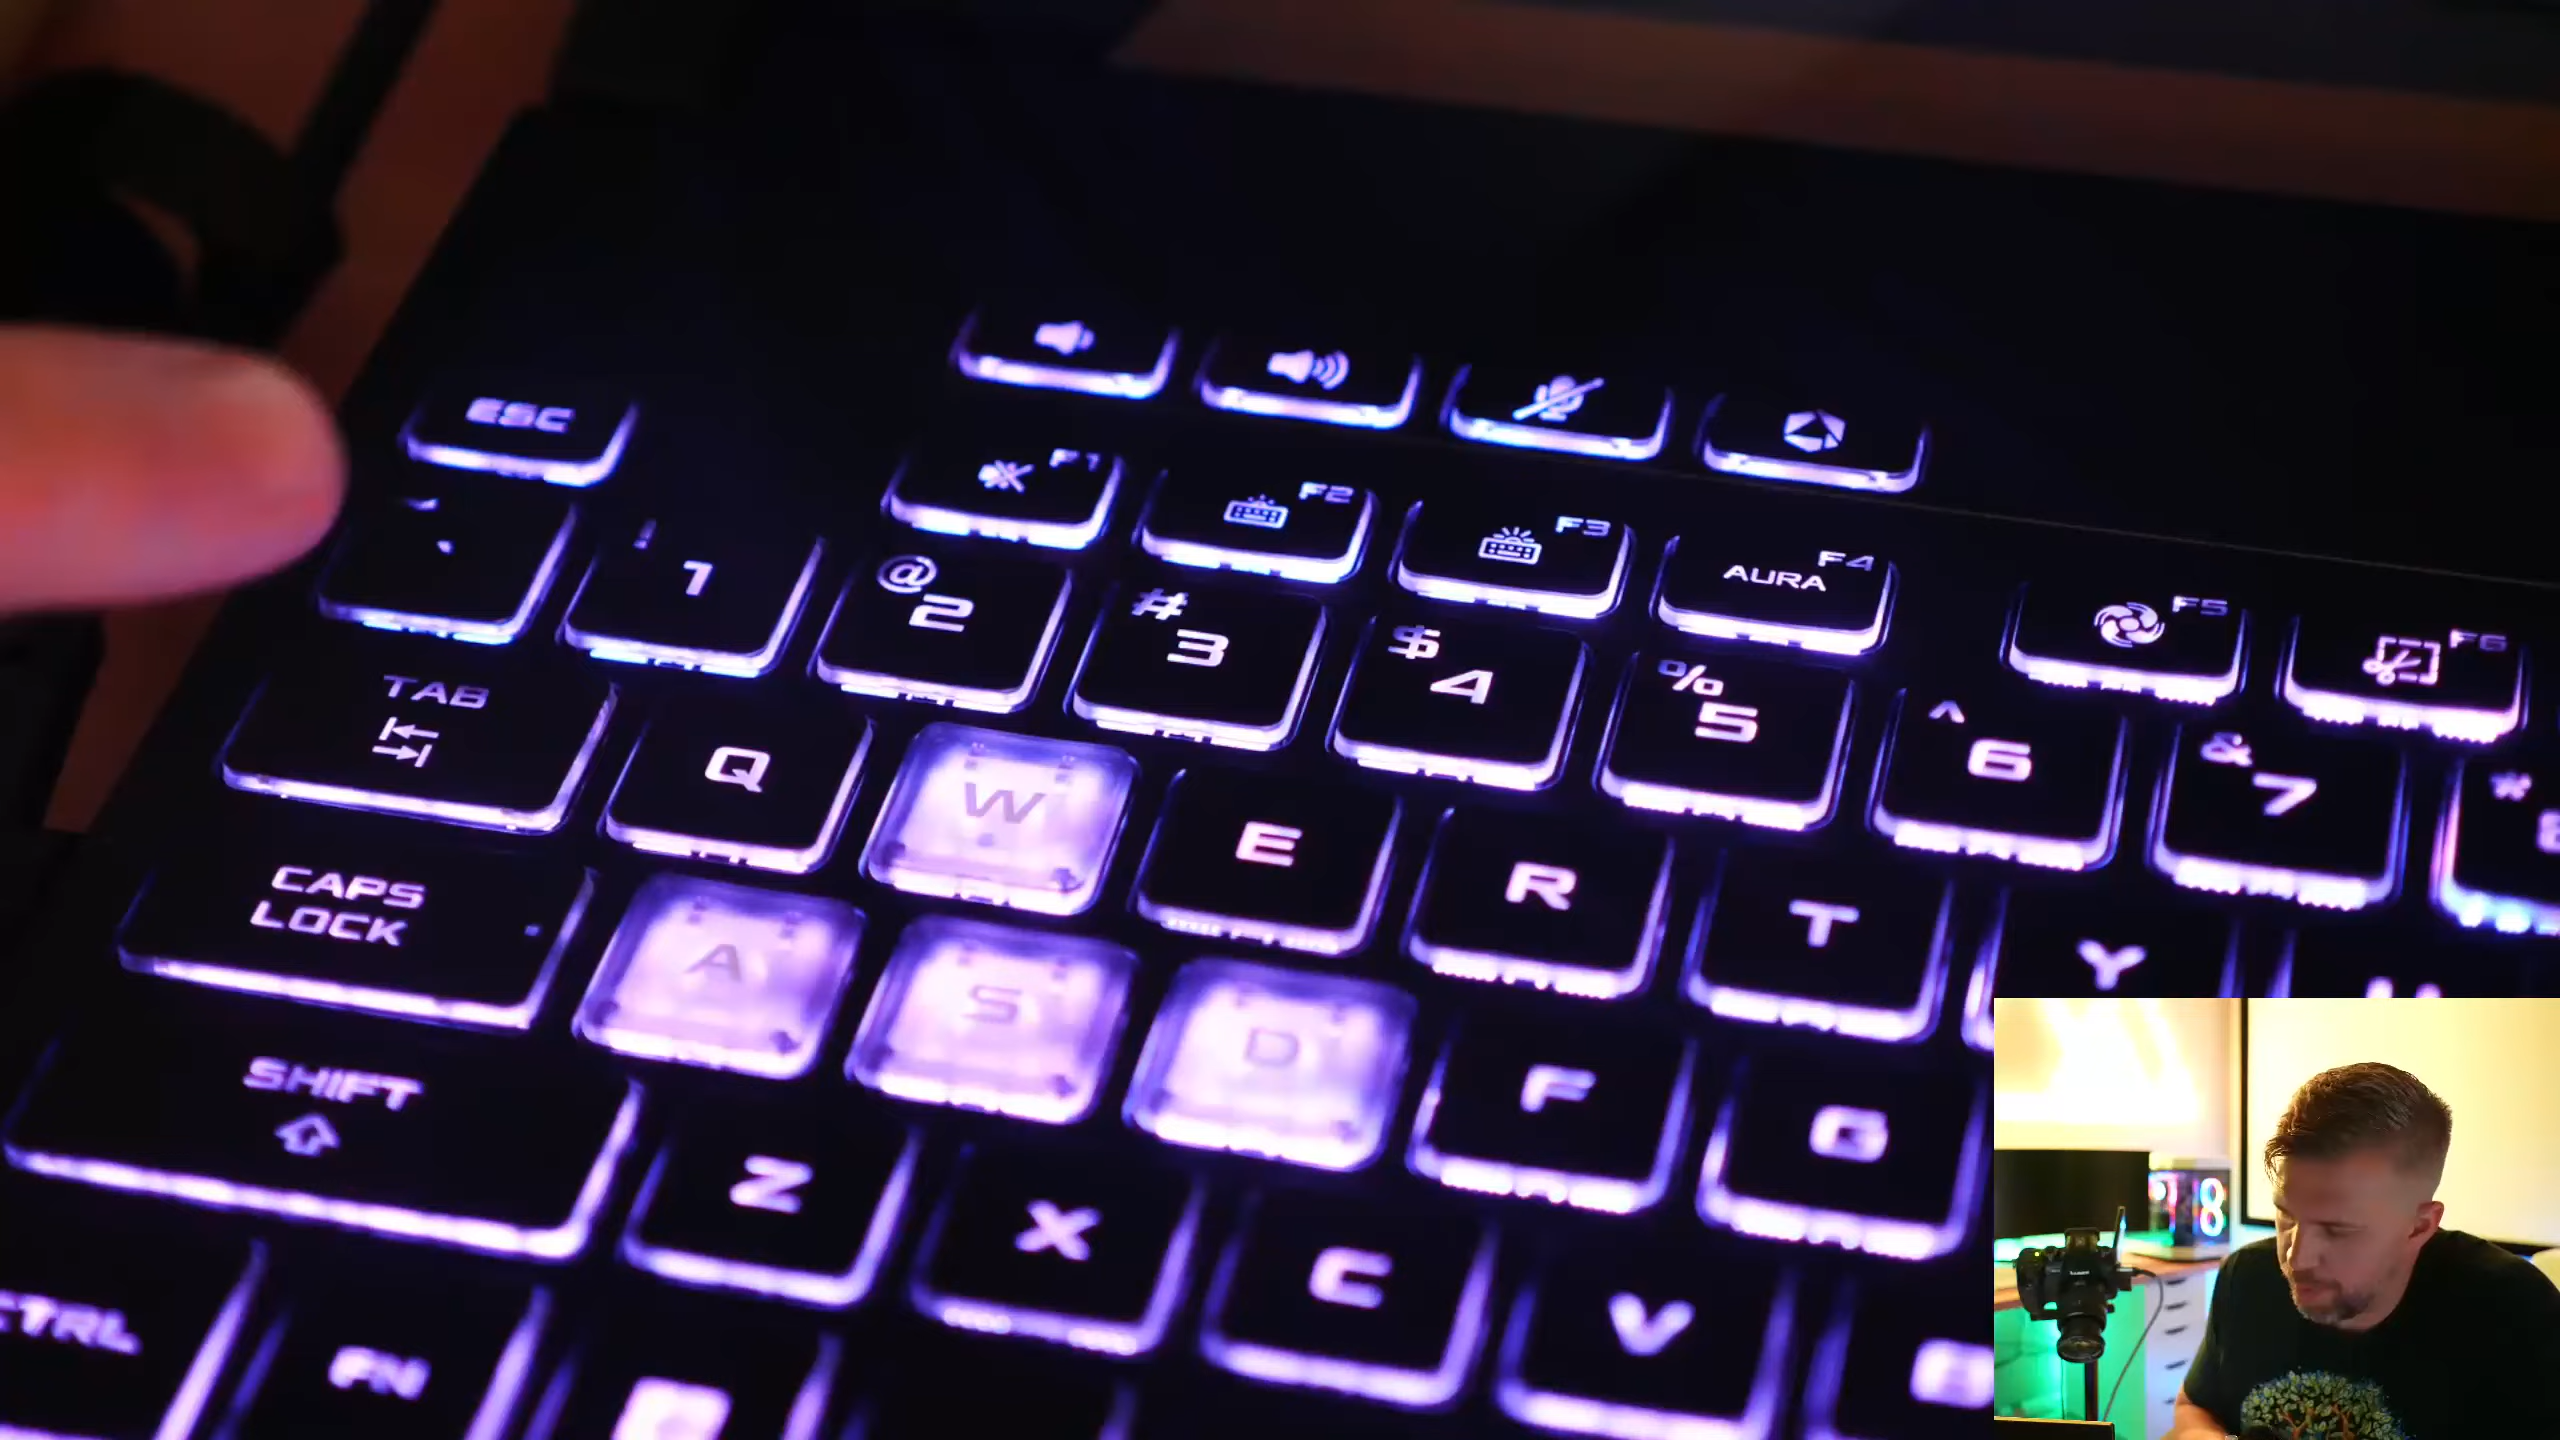 ESC
F1
F2
F3
AURA F4
F5
F6
~
`
!
1
@
2
#
3
$
4
%
5
^
6
&
7
*
TAB
Q
W
E
R
T
Y
CAPS
LOCK
A
S
D
F
G
SHIFT
Z
X
C
V
CTRL
FN